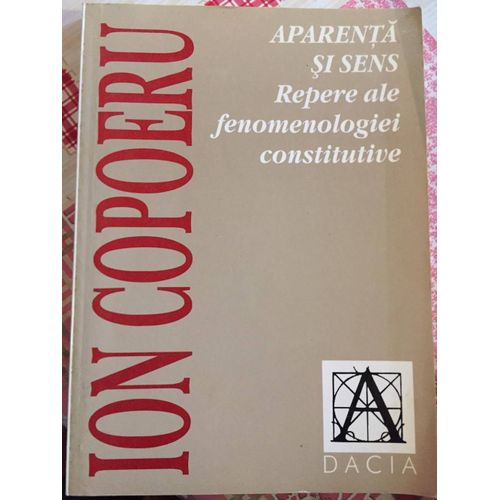 ION COPOERU
APARENȚĂ
ȘI SENS
Repere ale
fenomenologiei
constitutive
A
DACIA